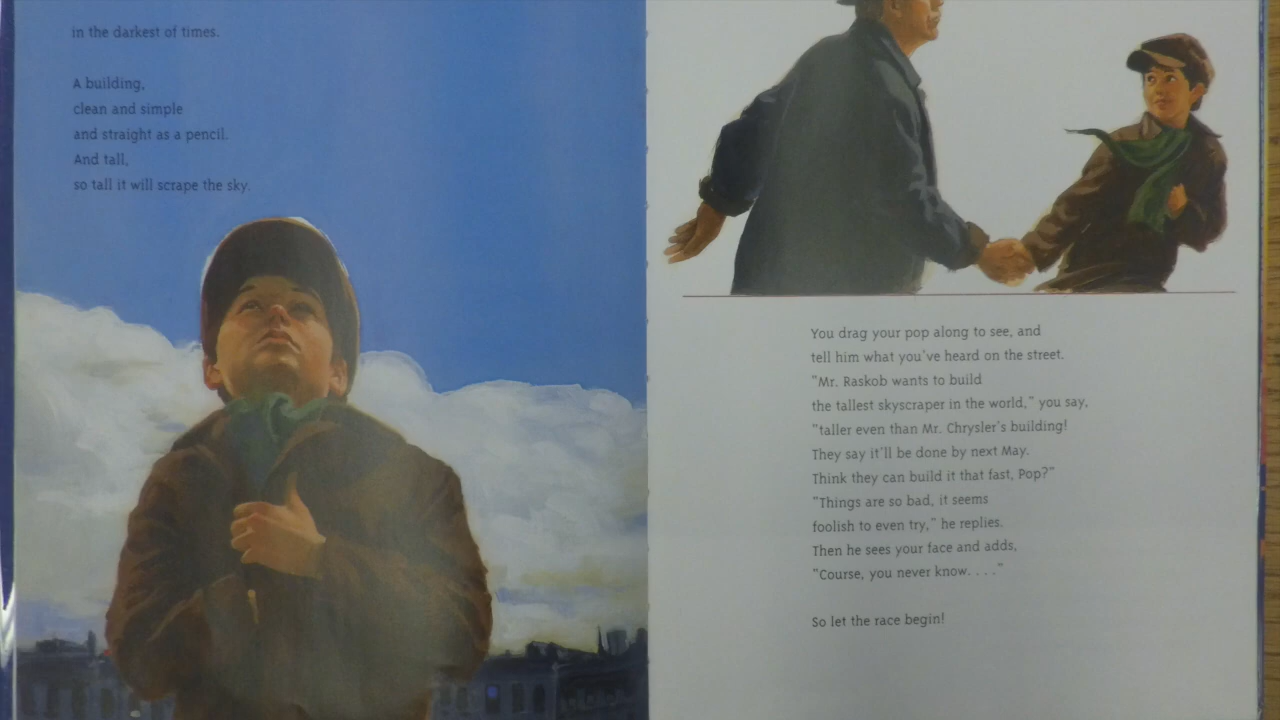 in the darkest of times.
A building,
clean and simple
and straight as a pencil.
And tall,
so tall it will scrape the sky.
You drag your pop along to see, and
tell him what you've heard on the street.
"Mr. Raskob wants to build
the tallest skyscraper in the world," you say,
"taller even than Mr. Chrysler's building!
They say it'll be done by next May.
Think they can build it that fast, Pop?"
"Things are so bad, it seems
foolish to even try," he replies.
Then he sees your face and adds,
"Course, you never know. . . ."
So let the race begin!